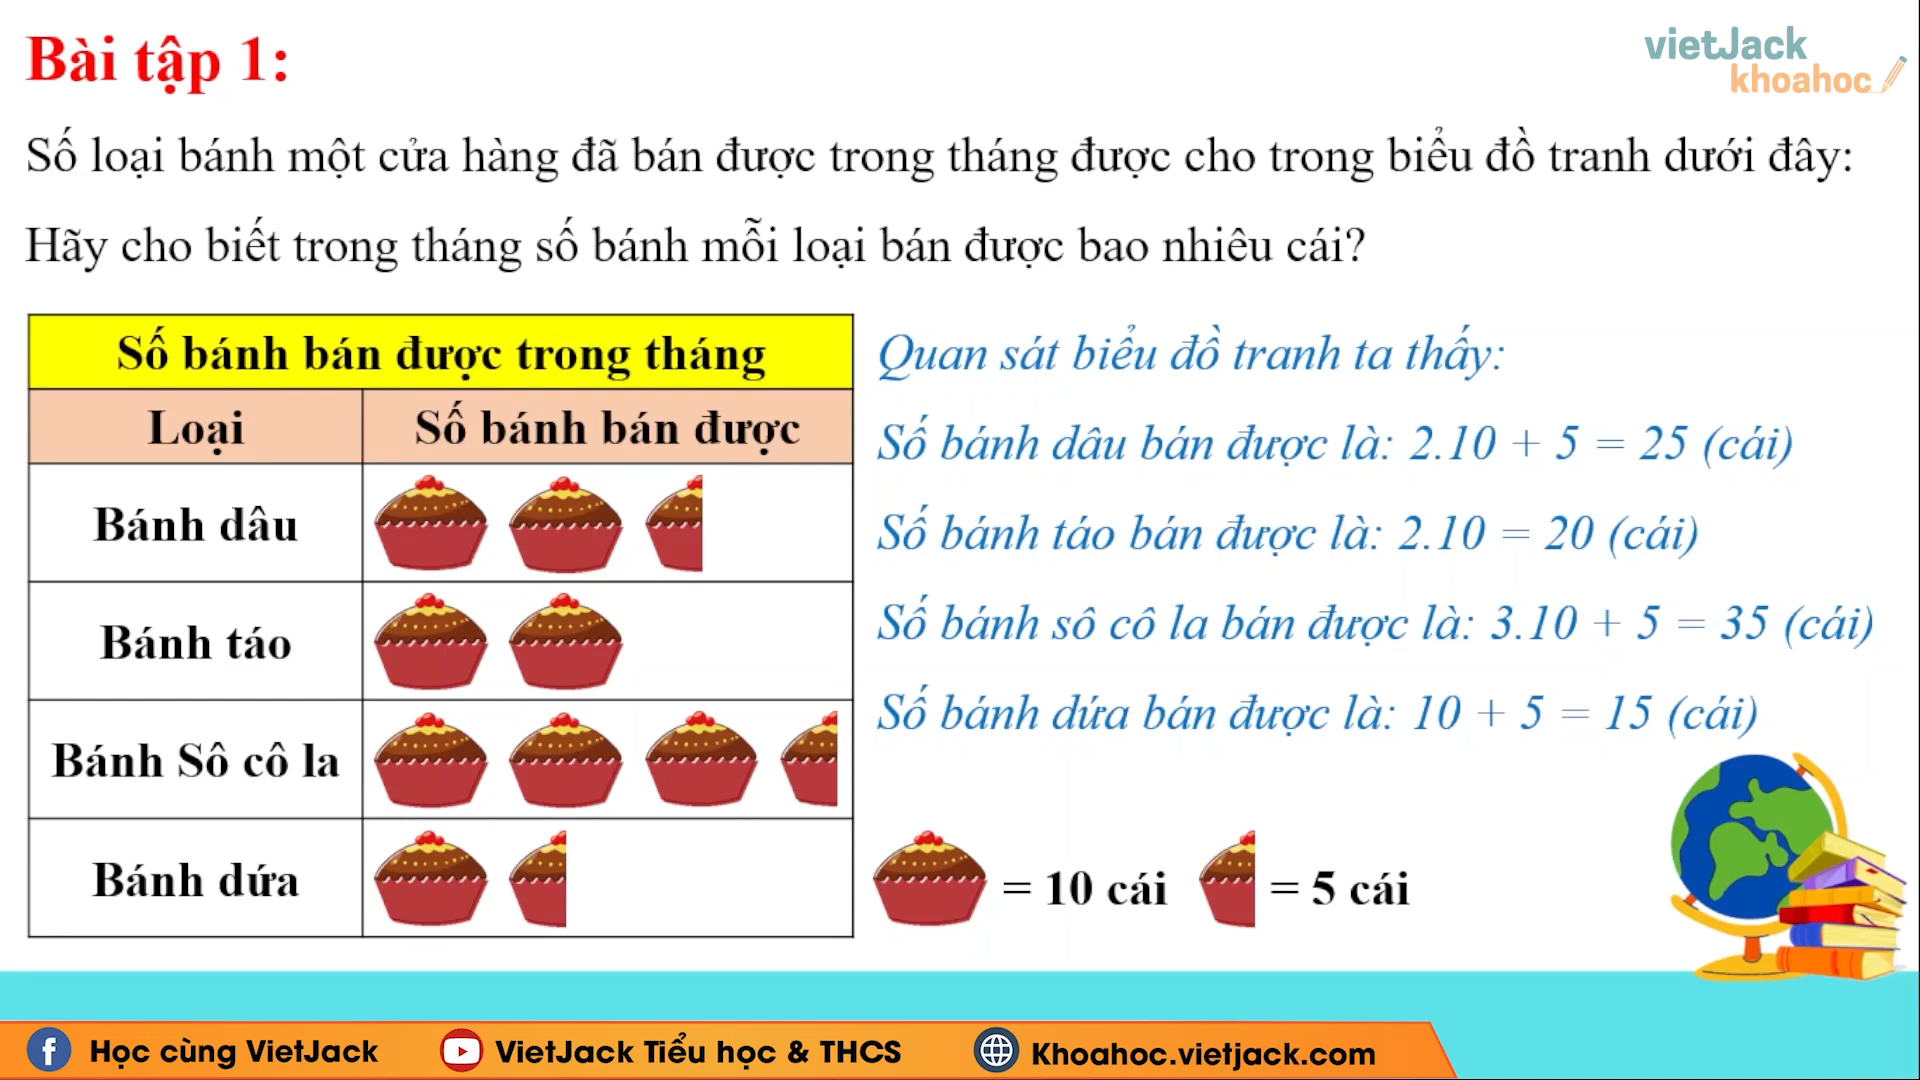 Bài tập 1:
vietJack
khoahoc
Số loại bánh một cửa hàng đã bán được trong tháng được cho trong biểu đồ tranh dưới đây:
Hãy cho biết trong tháng số bánh mỗi loại bán được bao nhiêu cái?
Số bánh bán được trong tháng
Loại Số bánh bán được
Bánh dâu
Bánh táo
Bánh Sô cô la
Bánh dứa
Quan sát biểu đồ tranh ta thấy:
Số bánh dâu bán được là: 2.10 + 5 = 25 (cái)
Số bánh táo bán được là: 2.10 = 20 (cái)
Số bánh sô cô la bán được là: 3.10 + 5 = 35 (cái)
Số bánh dứa bán được là: 10 + 5 = 15 (cái)
= 10 cái = 5 cái
Học cùng VietJack VietJack Tiểu học & THCS Khoahoc.vietjack.com